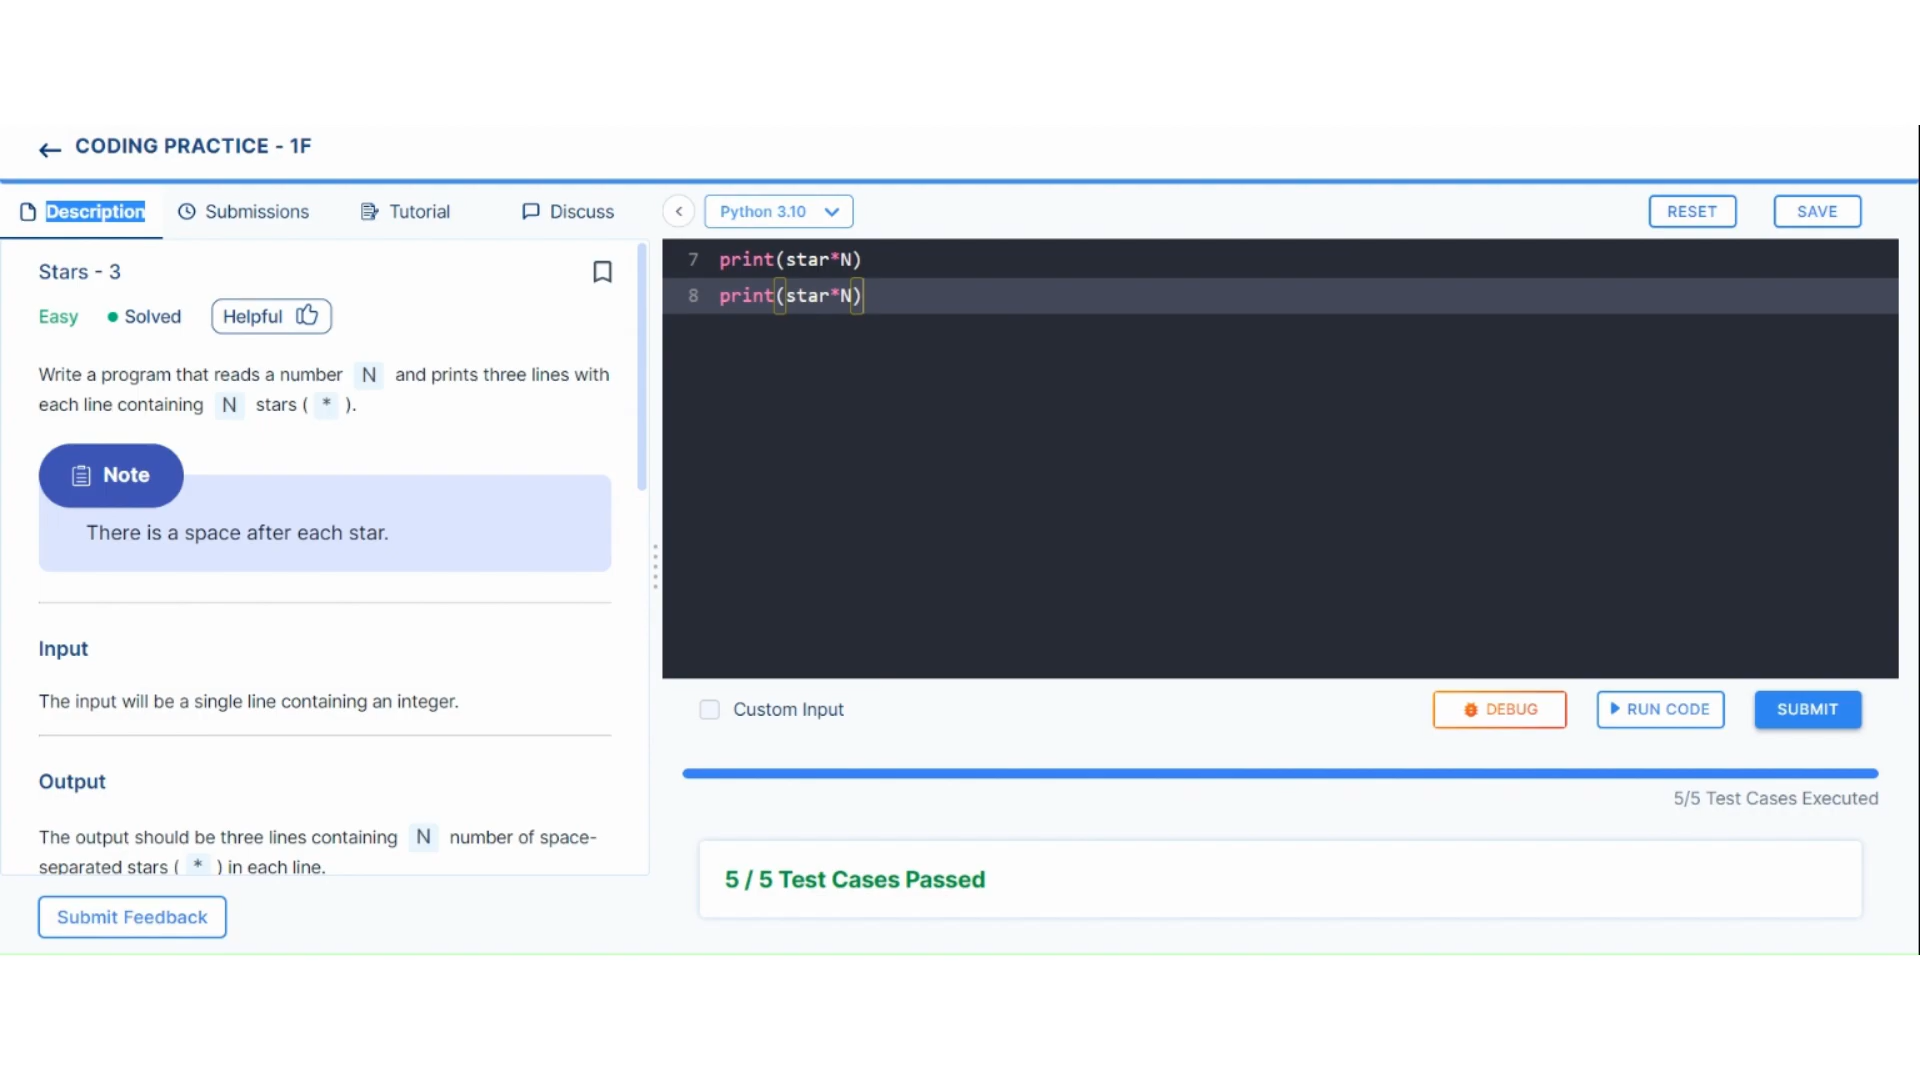 CODING PRACTICE - 1F
Description Submissions Tutorial Discuss
Stars - 3
Easy Solved Helpful
Write a program that reads a number N and prints three lines with
each line containing N stars ( * ).
Note
There is a space after each star.
Input
The input will be a single line containing an integer.
Output
The output should be three lines containing N number of space-
separated stars ( * ) in each line.
Submit Feedback
Python 3.10 RESET SAVE
7 print(star*N)
8 print(star*N)
Custom Input DEBUG RUN CODE SUBMIT
5/5 Test Cases Executed
5 / 5 Test Cases Passed